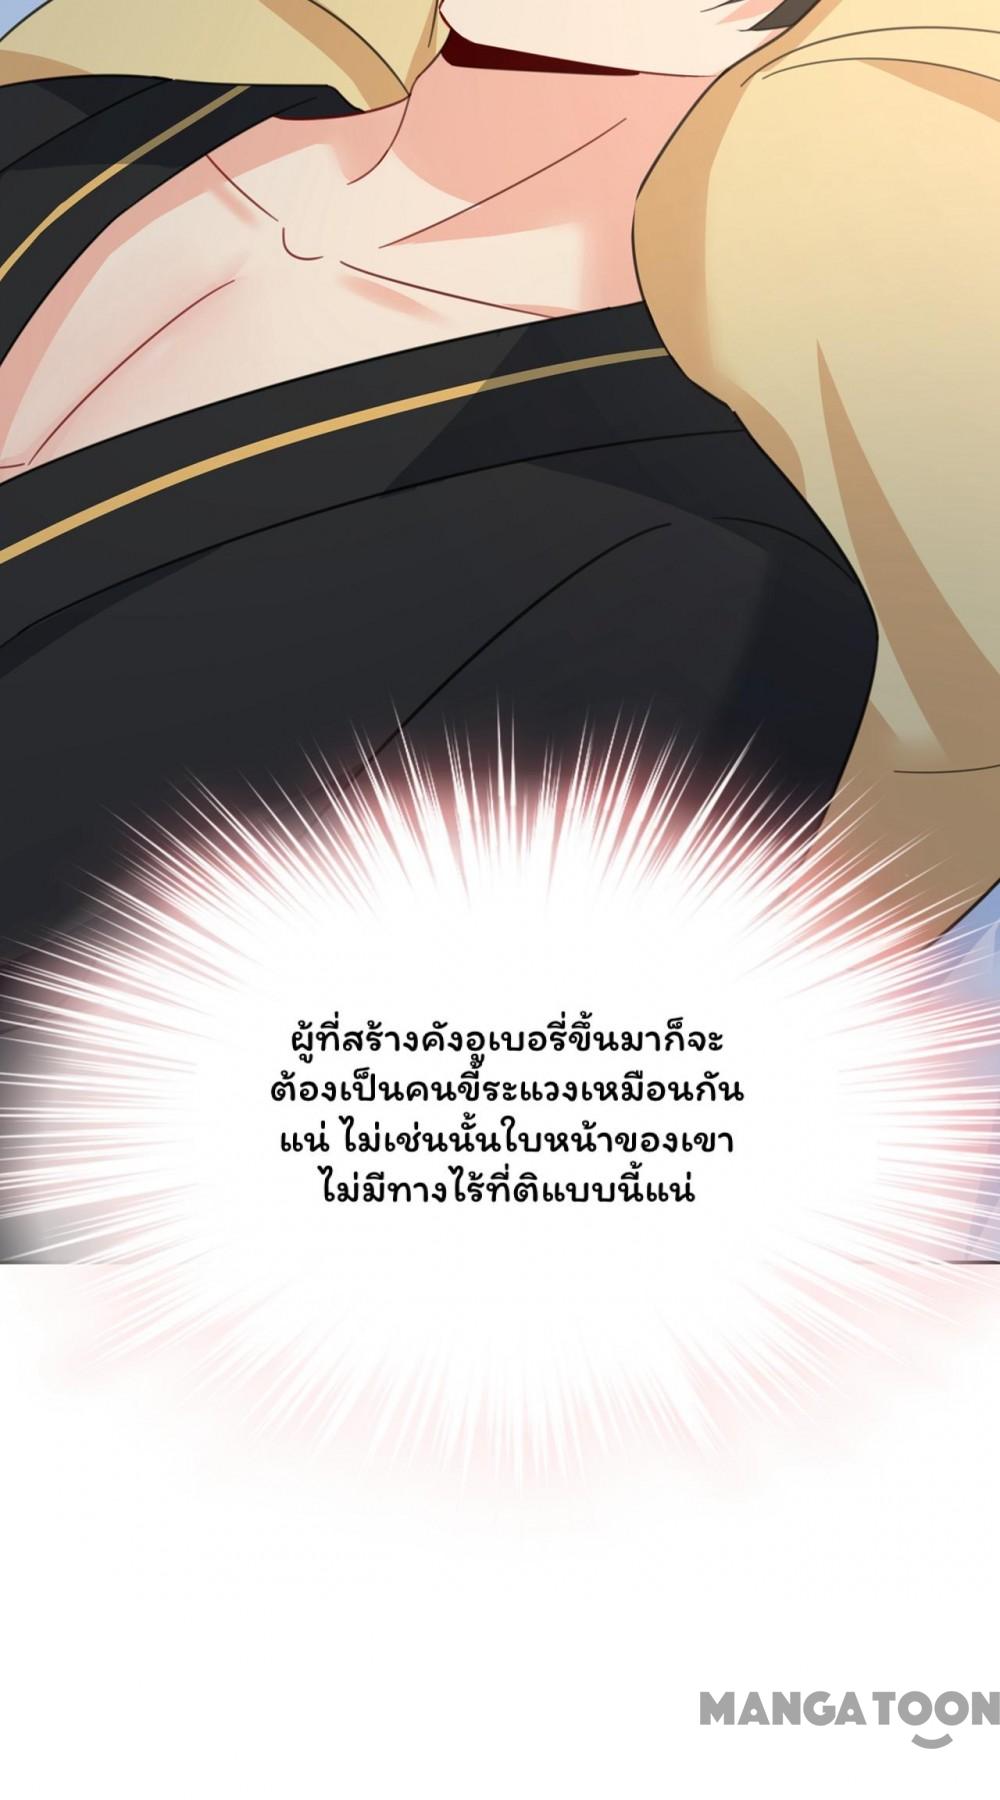 ผู้ที่สร้างคังอูเบอรี่ขึ้นมาก็จะ
ต้องเป็นคนขี้ระแวงเหมือนกัน
แน่ ไม่เช่นนั้นใบหน้าของเขา
ไม่มีทางไร้ที่ติแบบนี้แน่
MANGATOON